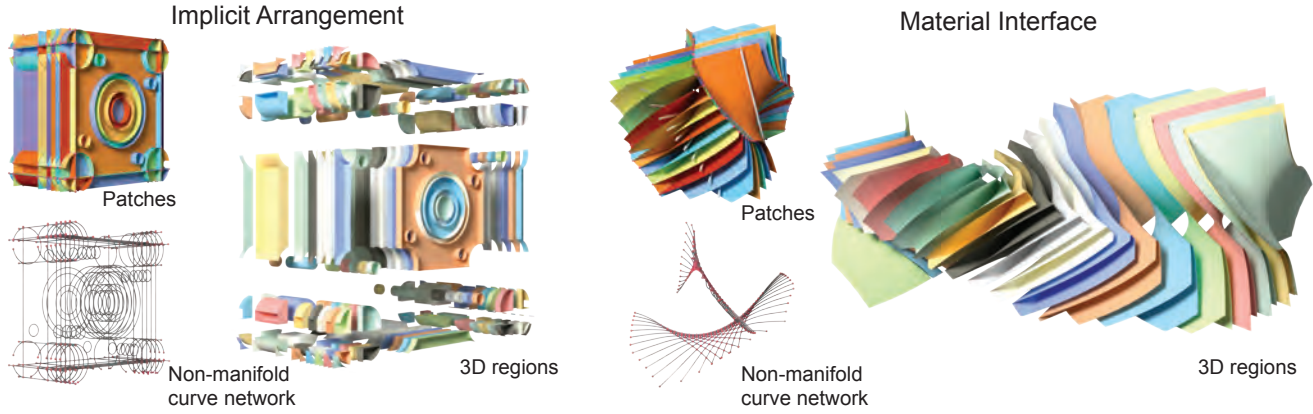 Implicit Arrangement
Patches
Non-manifold
curve network
3D regions
Material Interface
Patches
Non-manifold
curve network
3D regions